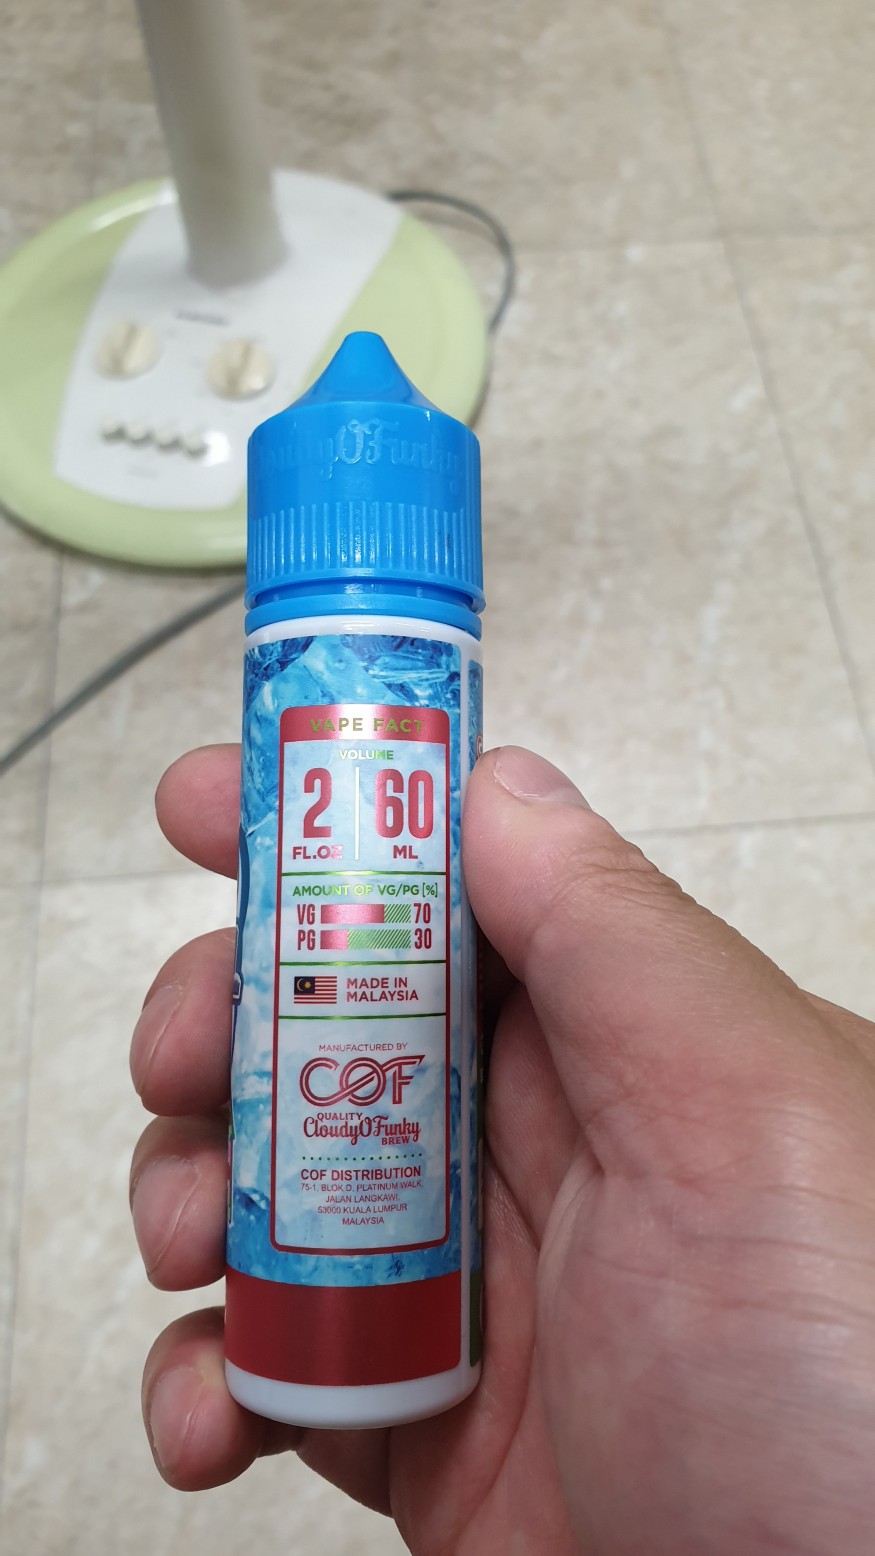 CloudyOFunky
VAPE FACT
VOLUME
2 60
FL.OZ ML
AMOUNT OF VG/PG [%]
VG 70
PG 30
MADE IN
MALAYSIA
MANUFACTURED BY
COF
QUALITY
CloudyOFunky
BREW
COF DISTRIBUTION
75-1, BLOK D, PLATINUM WALK,
JALAN LANGKAWI,
53000 KUALA LUMPUR
MALAYSIA